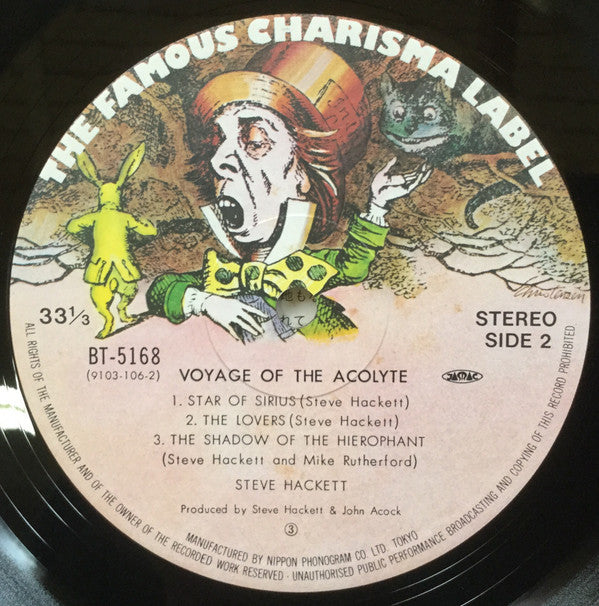 THE FAMOUS CHARISMA LABEL
Christensen
33⅓
STEREO
SIDE 2
BT-5168
(9103-106-2)
VOYAGE OF THE ACOLYTE
JASRAC
1. STAR OF SIRIUS (Steve Hackett)
2. THE LOVERS (Steve Hackett)
3. THE SHADOW OF THE HIEROPHANT
(Steve Hackett and Mike Rutherford)
STEVE HACKETT
Produced by Steve Hackett & John Acock
③
MANUFACTURED BY NIPPON PHONOGRAM CO. LTD. TOKYO
ALL RIGHTS OF THE MANUFACTURER AND OF THE OWNER OF THE RECORDED WORK RESERVED · UNAUTHORISED PUBLIC PERFORMANCE BROADCASTING AND COPYING OF THIS RECORD PROHIBITED.